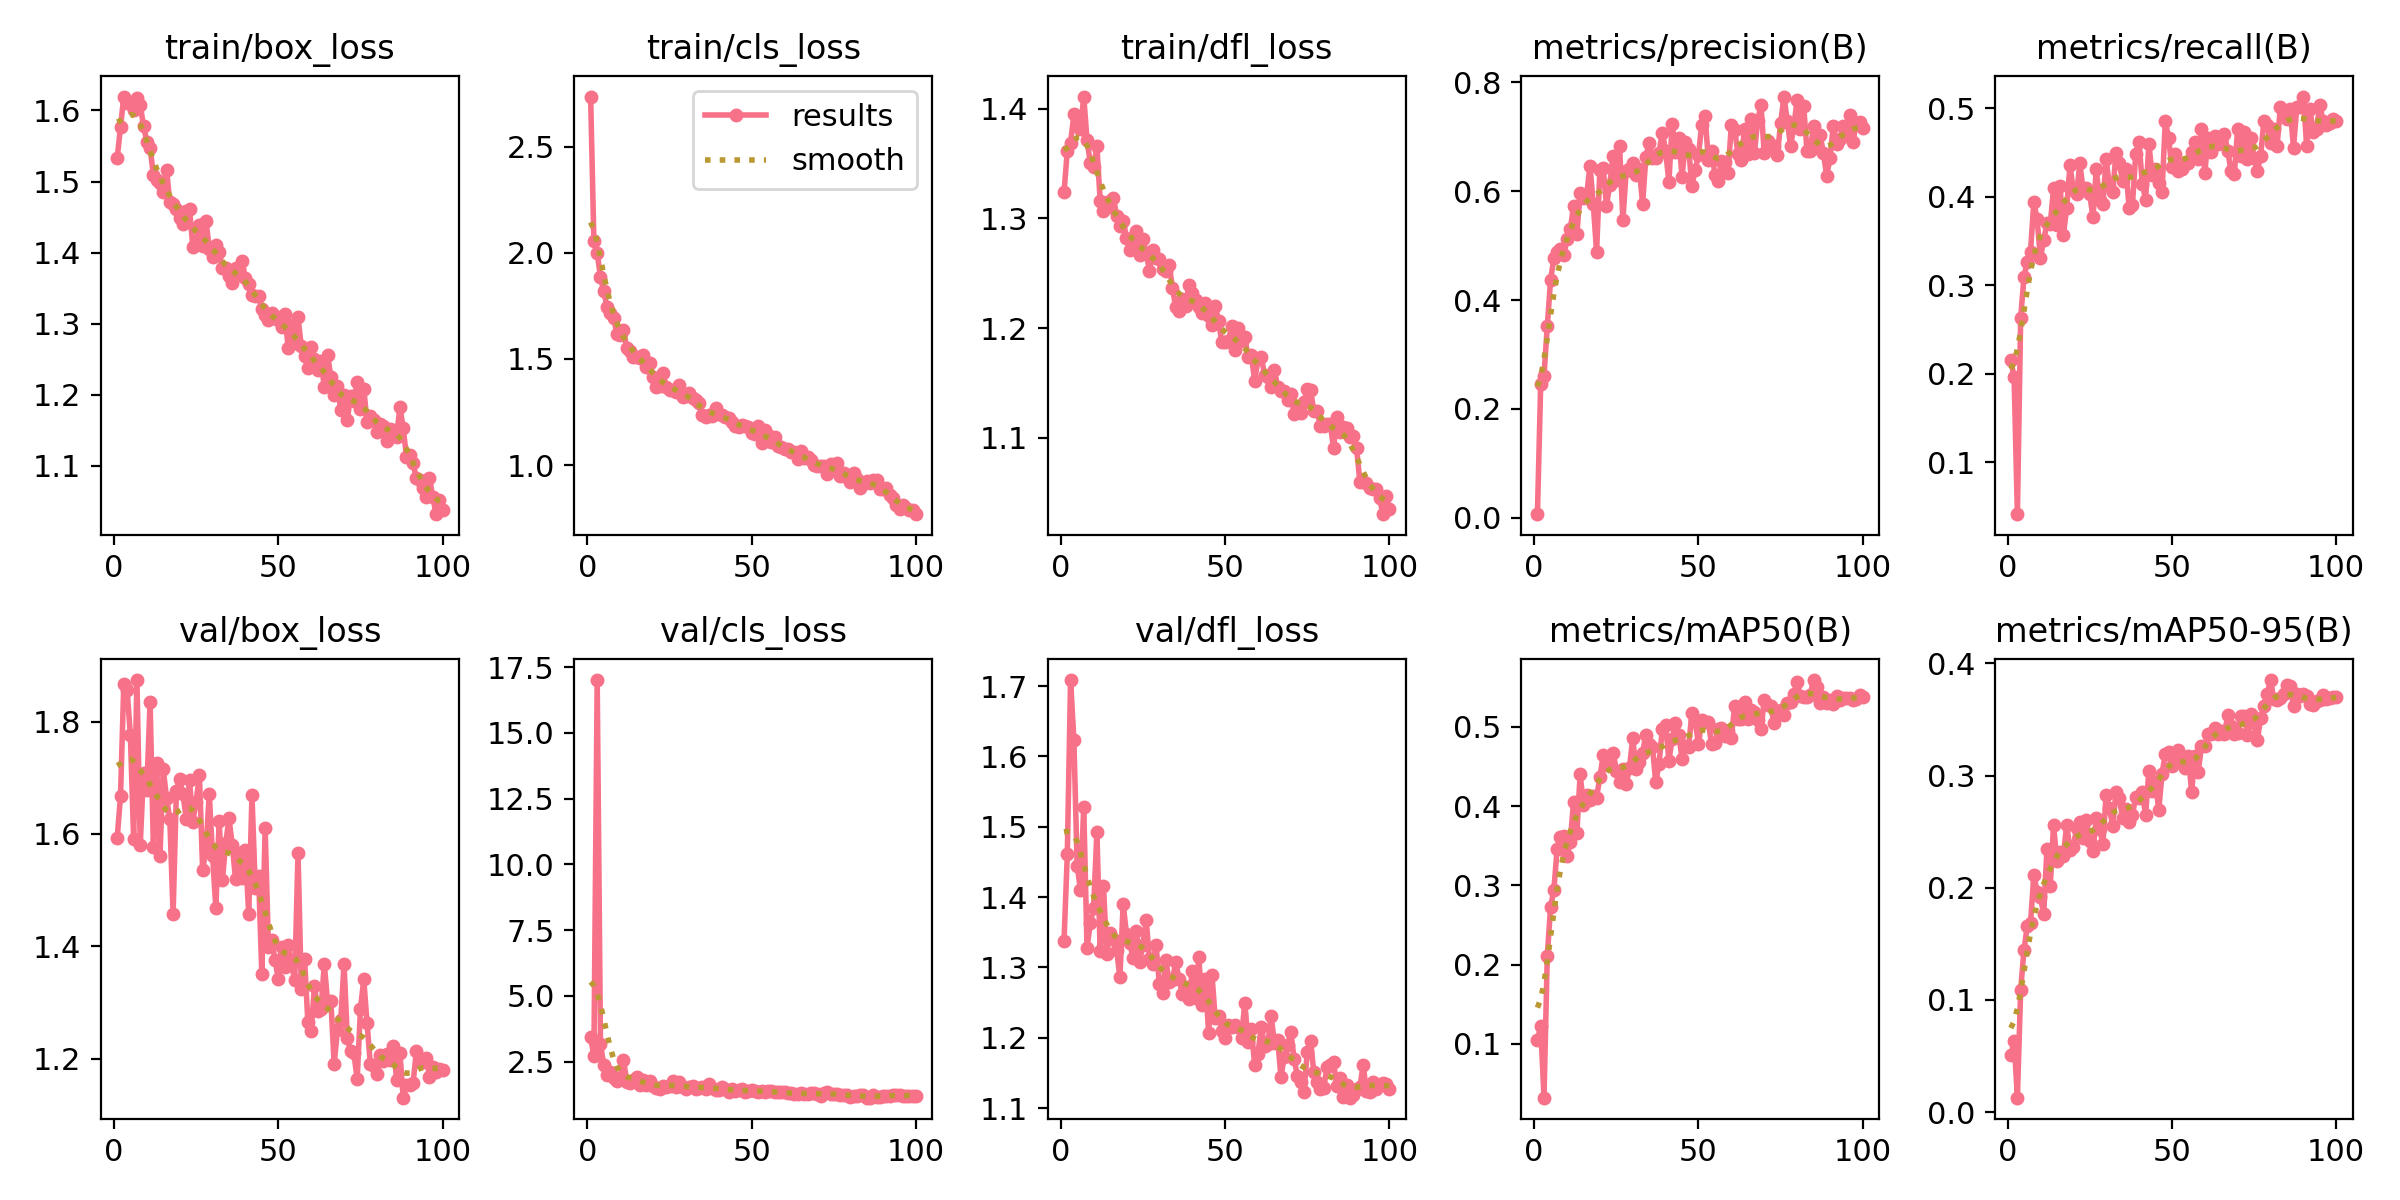 train/box_loss
1.6
1.5
1.4
1.3
1.2
1.1
0 50 100
train/cls_loss
results
smooth
2.5
2.0
1.5
1.0
0 50 100
train/dfl_loss
1.4
1.3
1.2
1.1
0 50 100
metrics/precision(B)
0.8
0.6
0.4
0.2
0.0
0 50 100
metrics/recall(B)
0.5
0.4
0.3
0.2
0.1
0 50 100
val/box_loss
1.8
1.6
1.4
1.2
0 50 100
val/cls_loss
17.5
15.0
12.5
10.0
7.5
5.0
2.5
0 50 100
val/dfl_loss
1.7
1.6
1.5
1.4
1.3
1.2
1.1
0 50 100
metrics/mAP50(B)
0.5
0.4
0.3
0.2
0.1
0 50 100
metrics/mAP50-95(B)
0.4
0.3
0.2
0.1
0.0
0 50 100